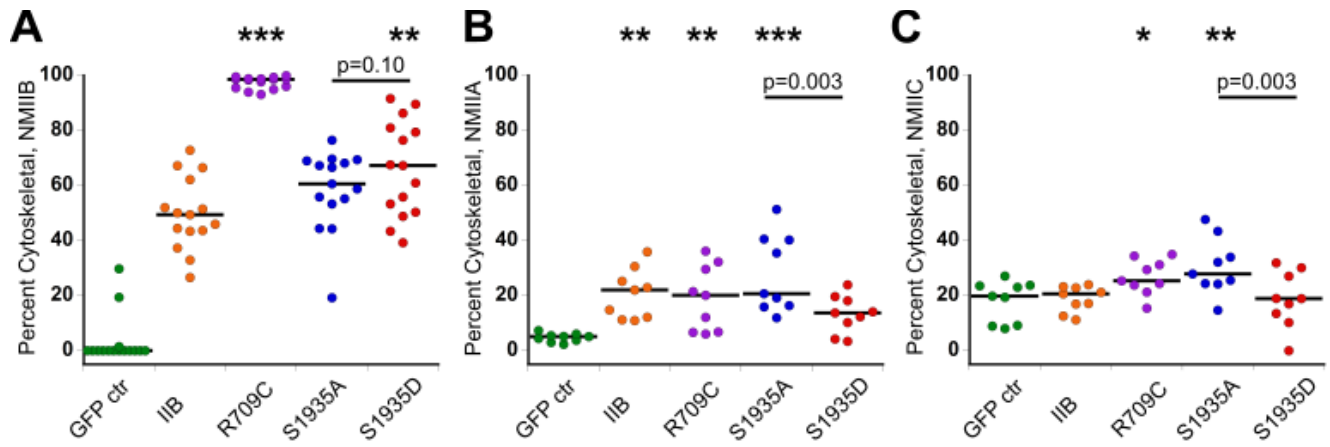 A
*** **
Percent Cytoskeletal, NMIIB
100
80
60
40
20
0
p=0.10
GFP ctr
IIB
R709C
S1935A
S1935D
B
** ** ***
Percent Cytoskeletal, NMIIA
100
80
60
40
20
0
p=0.003
GFP ctr
IIB
R709C
S1935A
S1935D
C
* **
Percent Cytoskeletal, NMIIC
100
80
60
40
20
0
p=0.003
GFP ctr
IIB
R709C
S1935A
S1935D